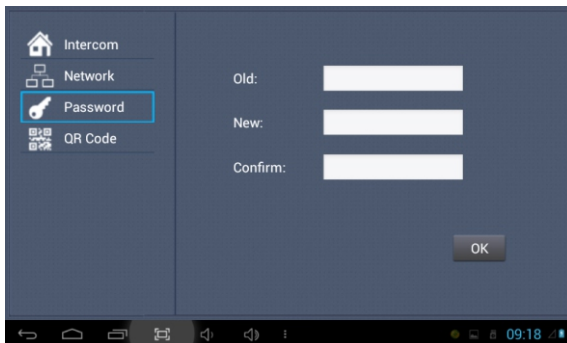 Intercom
Network
Password
QR Code
Old:
New:
Confirm:
OK
09:18